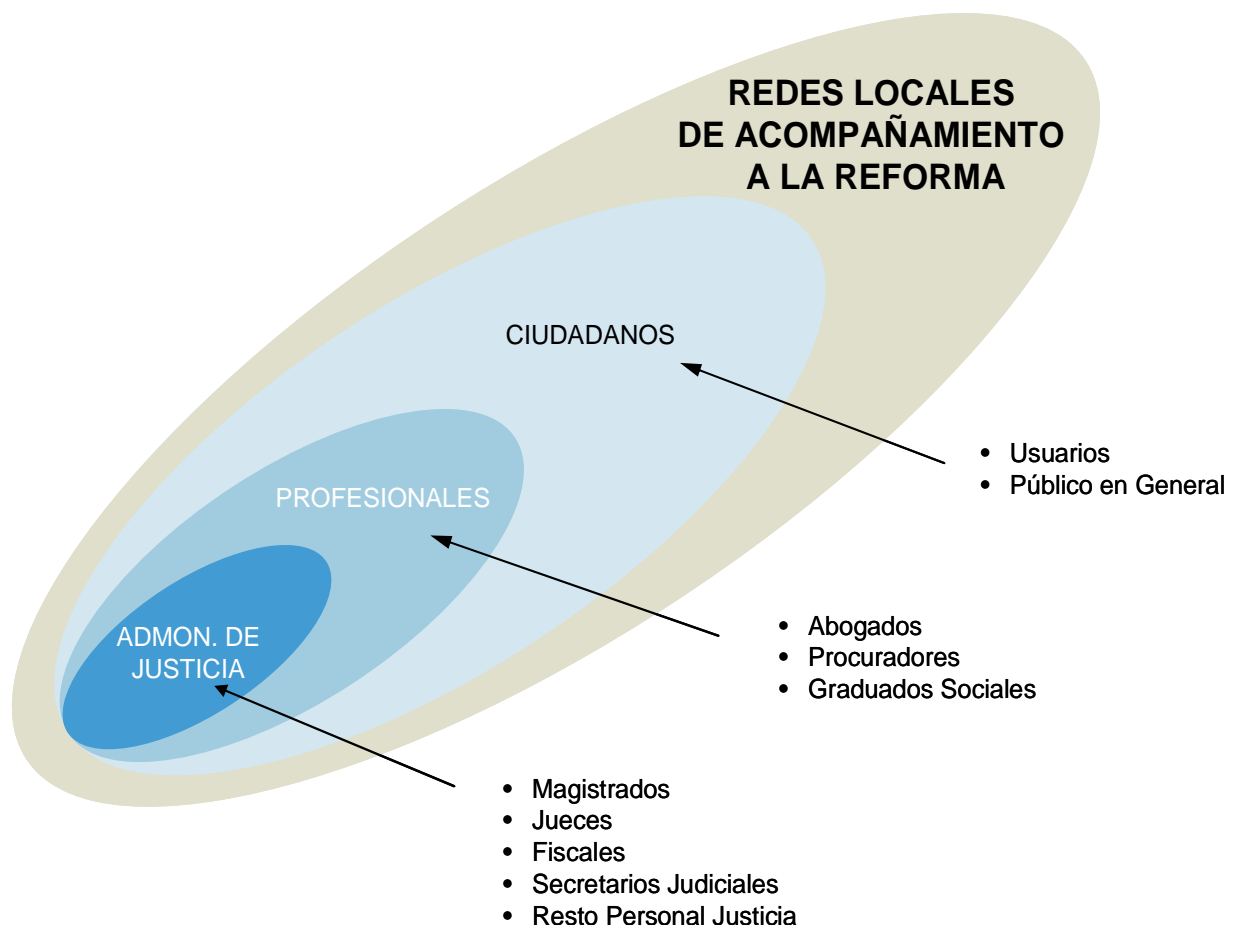 REDES LOCALES
DE ACOMPAÑAMIENTO
A LA REFORMA
CIUDADANOS
• Usuarios
• Público en General
PROFESIONALES
• Abogados
• Procuradores
• Graduados Sociales
ADMON. DE
JUSTICIA
• Magistrados
• Jueces
• Fiscales
• Secretarios Judiciales
• Resto Personal Justicia